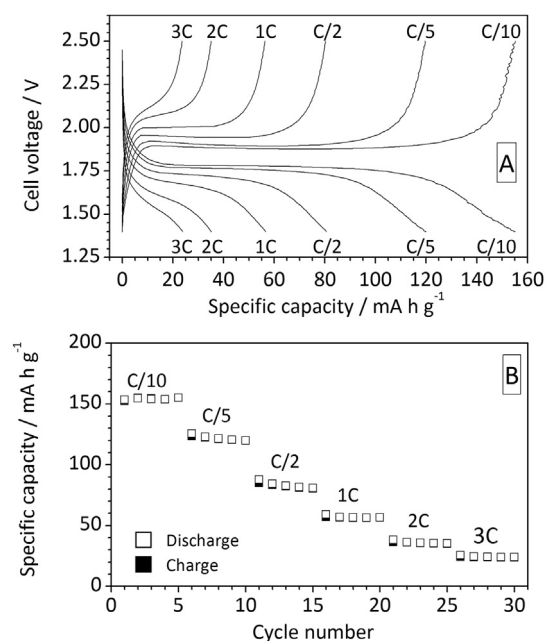 3C 2C 1C C/2 C/5 C/10
2.50
2.25
2.00
1.75
1.50
1.25
Cell voltage / V
A
3C 2C 1C C/2 C/5 C/10
0 20 40 60 80 100 120 140 160
Specific capacity / mA h g⁻¹
200
150
100
50
0
Specific capacity / mA h g⁻¹
B
C/10
C/5
C/2
1C
2C
3C
Discharge
Charge
0 5 10 15 20 25 30
Cycle number